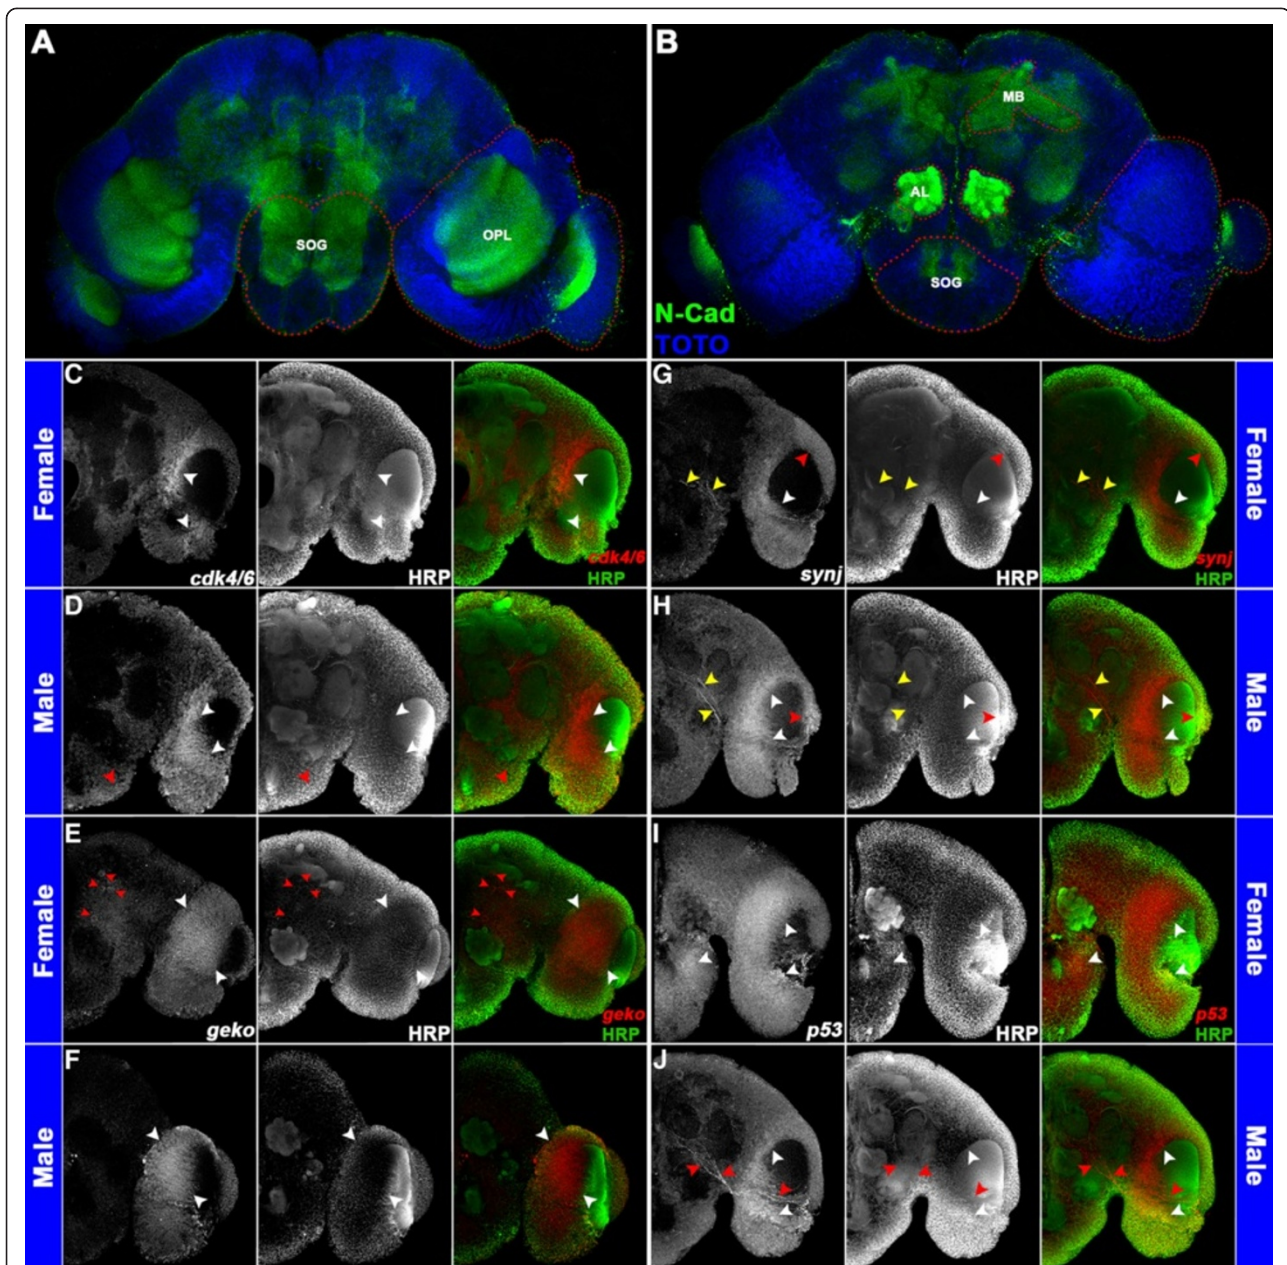 A
B
MB
AL
SOG
OPL
SOG
N-Cad
TOTO
C
G
Female
cdk4/6
HRP
cdk4/6
HRP
synj
HRP
synj
HRP
Female
D
H
Male
Male
E
I
Female
geko
HRP
geko
HRP
p53
HRP
p53
HRP
Female
F
J
Male
Male